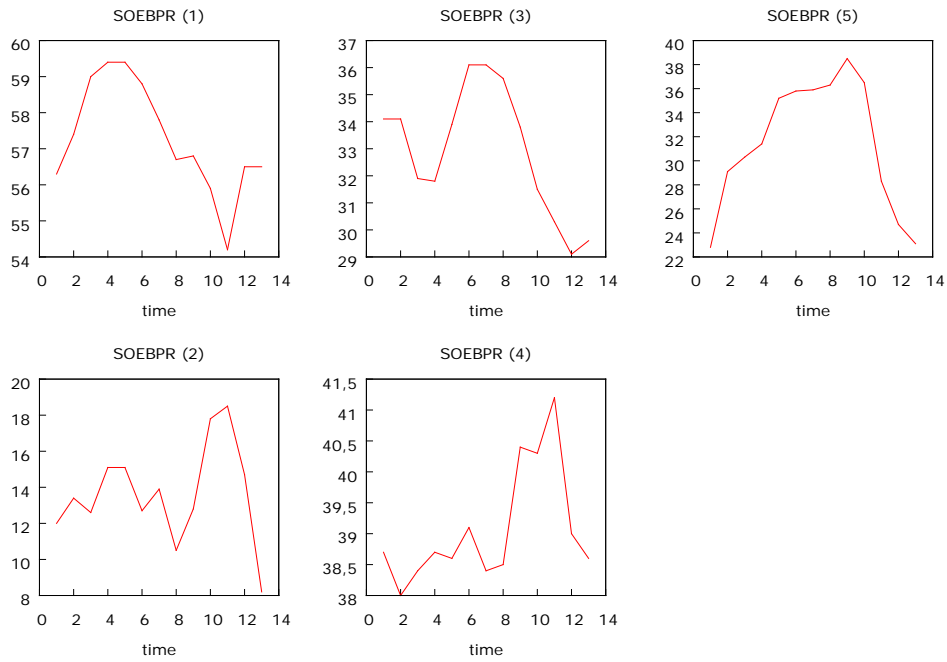 SOEBPR (1)
60
59
58
57
56
55
54
0 2 4 6 8 10 12 14
time
SOEBPR (3)
37
36
35
34
33
32
31
30
29
0 2 4 6 8 10 12 14
time
SOEBPR (5)
40
38
36
34
32
30
28
26
24
22
0 2 4 6 8 10 12 14
time
SOEBPR (2)
20
18
16
14
12
10
8
0 2 4 6 8 10 12 14
time
SOEBPR (4)
41,5
41
40,5
40
39,5
39
38,5
38
0 2 4 6 8 10 12 14
time